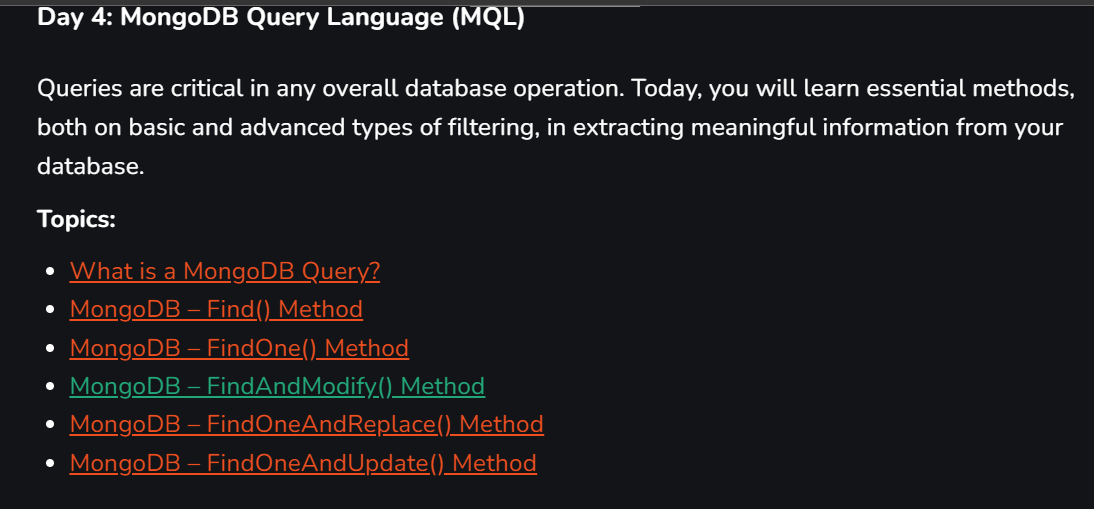 Day 4: MongoDB Query Language (MQL)
Queries are critical in any overall database operation. Today, you will learn essential methods,
both on basic and advanced types of filtering, in extracting meaningful information from your
database.
Topics:
What is a MongoDB Query?
MongoDB – Find() Method
MongoDB – FindOne() Method
MongoDB – FindAndModify() Method
MongoDB – FindOneAndReplace() Method
MongoDB – FindOneAndUpdate() Method